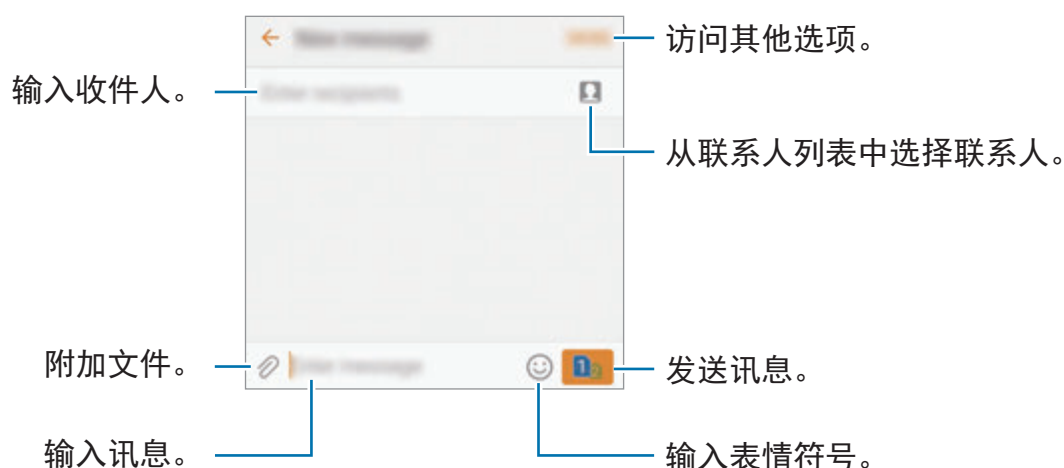 访问其他选项。
输入收件人。
从联系人列表中选择联系人。
附加文件。
发送讯息。
输入讯息。
输入表情符号。